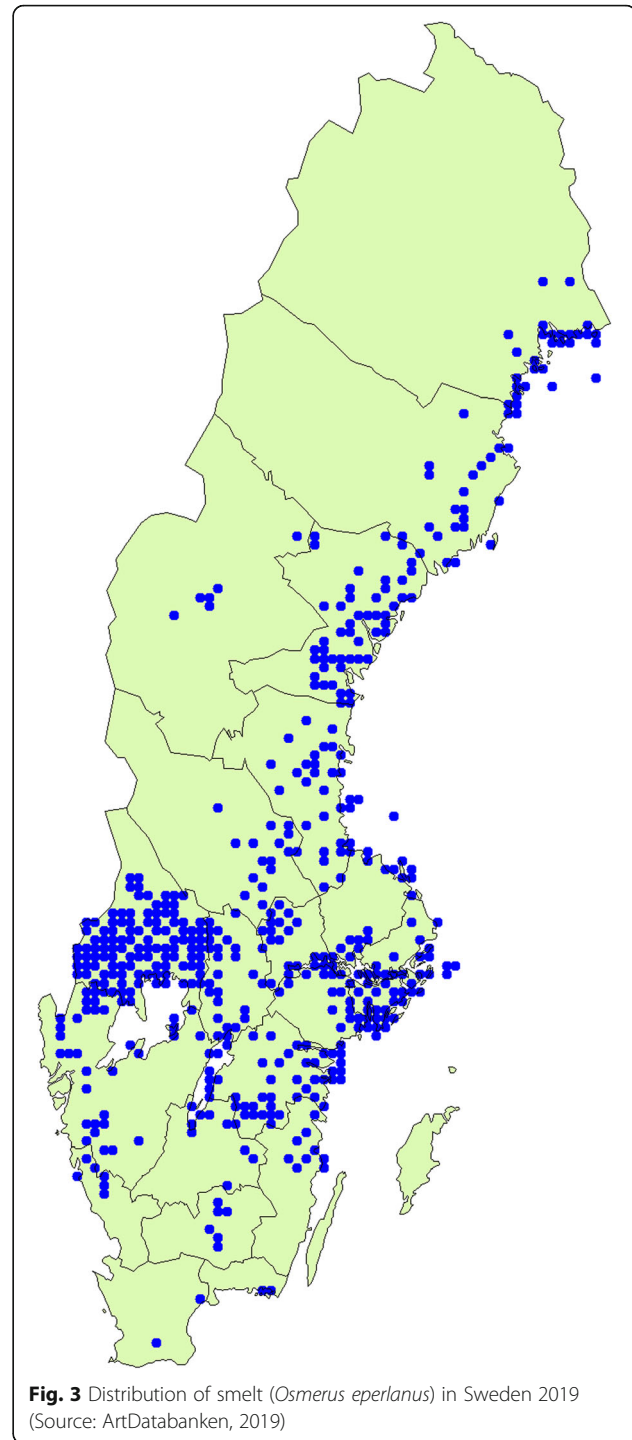 Fig. 3 Distribution of smelt (Osmerus eperlanus) in Sweden 2019
(Source: ArtDatabanken, 2019)